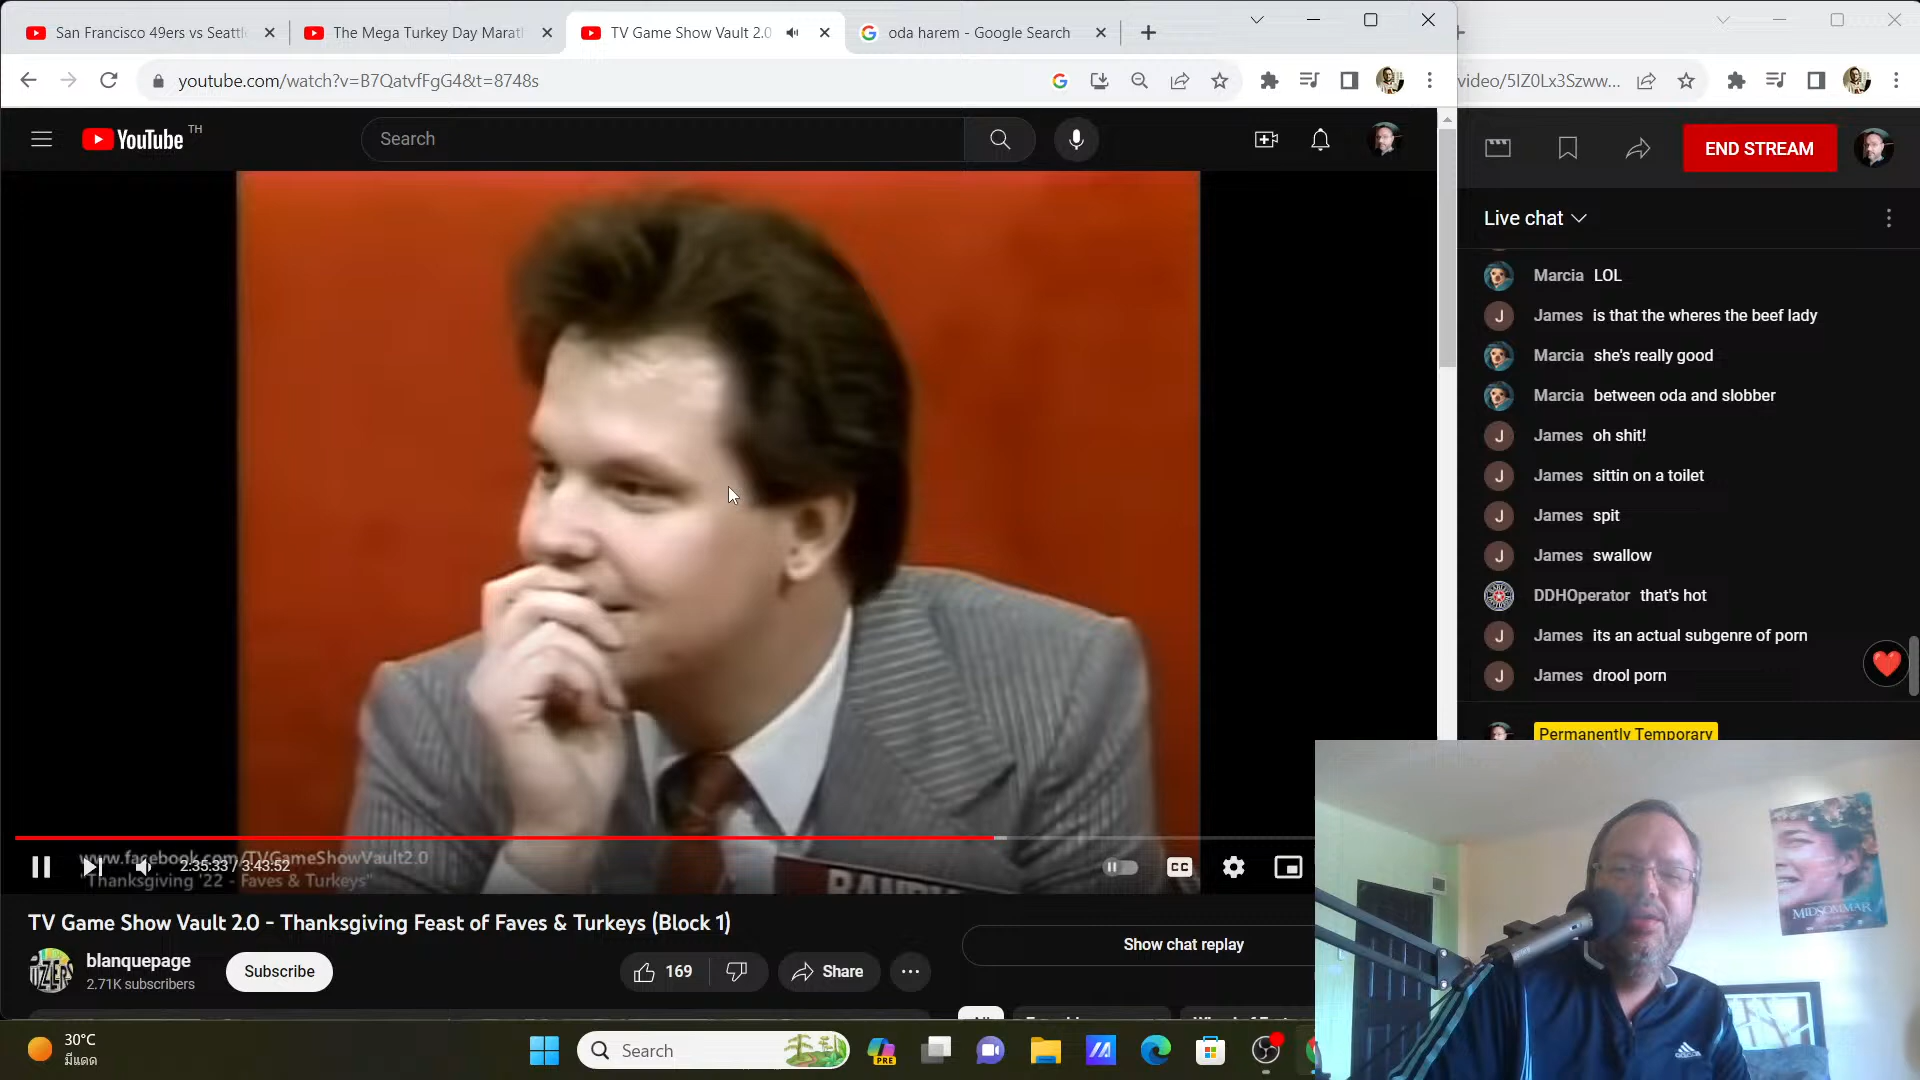 San Francisco 49ers vs Seattl
The Mega Turkey Day Marat
TV Game Show Vault 2.0
oda harem - Google Search
youtube.com/watch?v=B7QatvfFgG4&t=8748s
video/5IZ0Lx3Szww...
YouTube
TH
Search
END STREAM
Live chat
Marcia LOL
James is that the wheres the beef lady
Marcia she's really good
Marcia between oda and slobber
James oh shit!
James sittin on a toilet
James spit
James swallow
DDHOperator that's hot
James its an actual subgenre of porn
James drool porn
Permanently Temporary
www.facebook.com/TVGameShowVault2.0
2:35:33 / 3:43:52
"Thanksgiving '22 - Faves & Turkeys"
CC
TV Game Show Vault 2.0 - Thanksgiving Feast of Faves & Turkeys (Block 1)
blanquepage
2.71K subscribers
Subscribe
169
Share
Show chat replay
MIDSOMMAR
30°C
มีแดด
Search
PRE